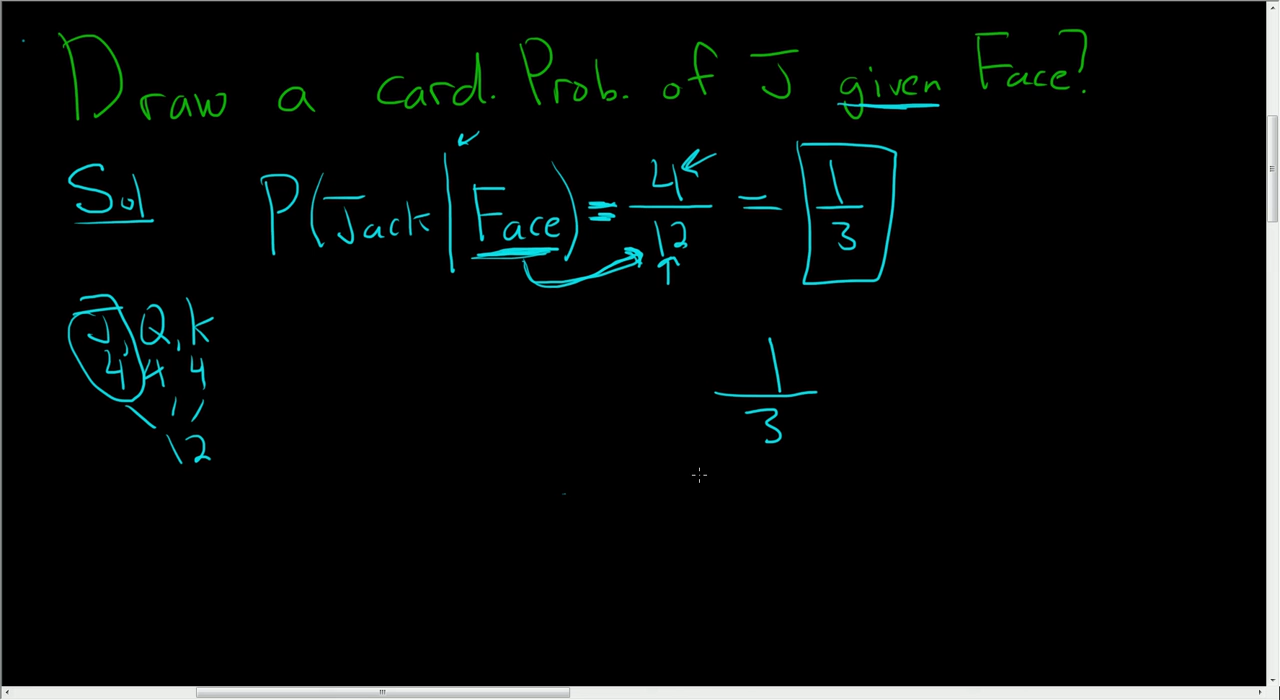 Draw a card. Prob. of J given Face?
Sol P(Jack | Face) = 4/12 = 1/3
J, Q, K
4 4 4
12
1/3